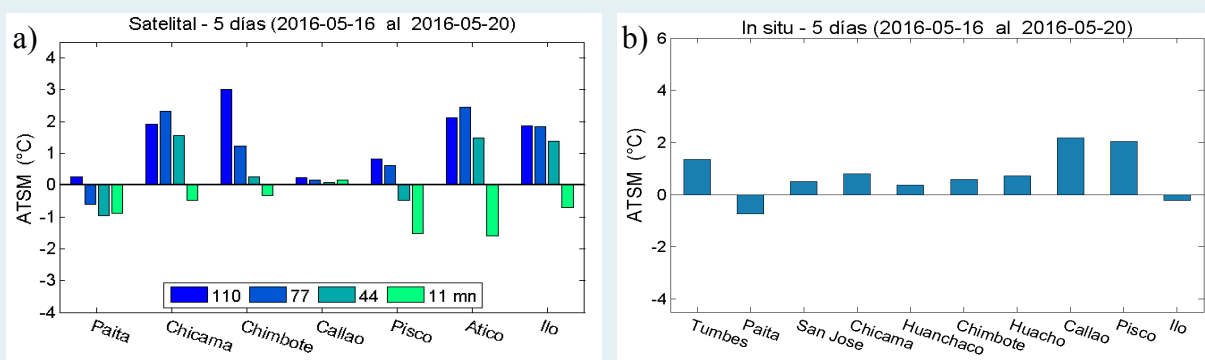 a)
Satelital - 5 días (2016-05-16 al 2016-05-20)
ATSM (°C)
4
3
2
1
0
-1
-2
-3
-4
110 77 44 11 mn
Paita Chicama Chimbote Callao Pisco Atico Ilo
b)
In situ - 5 días (2016-05-16 al 2016-05-20)
ATSM (°C)
6
4
2
0
-2
-4
Tumbes Paita San Jose Chicama Huanchaco Chimbote Huacho Callao Pisco Ilo